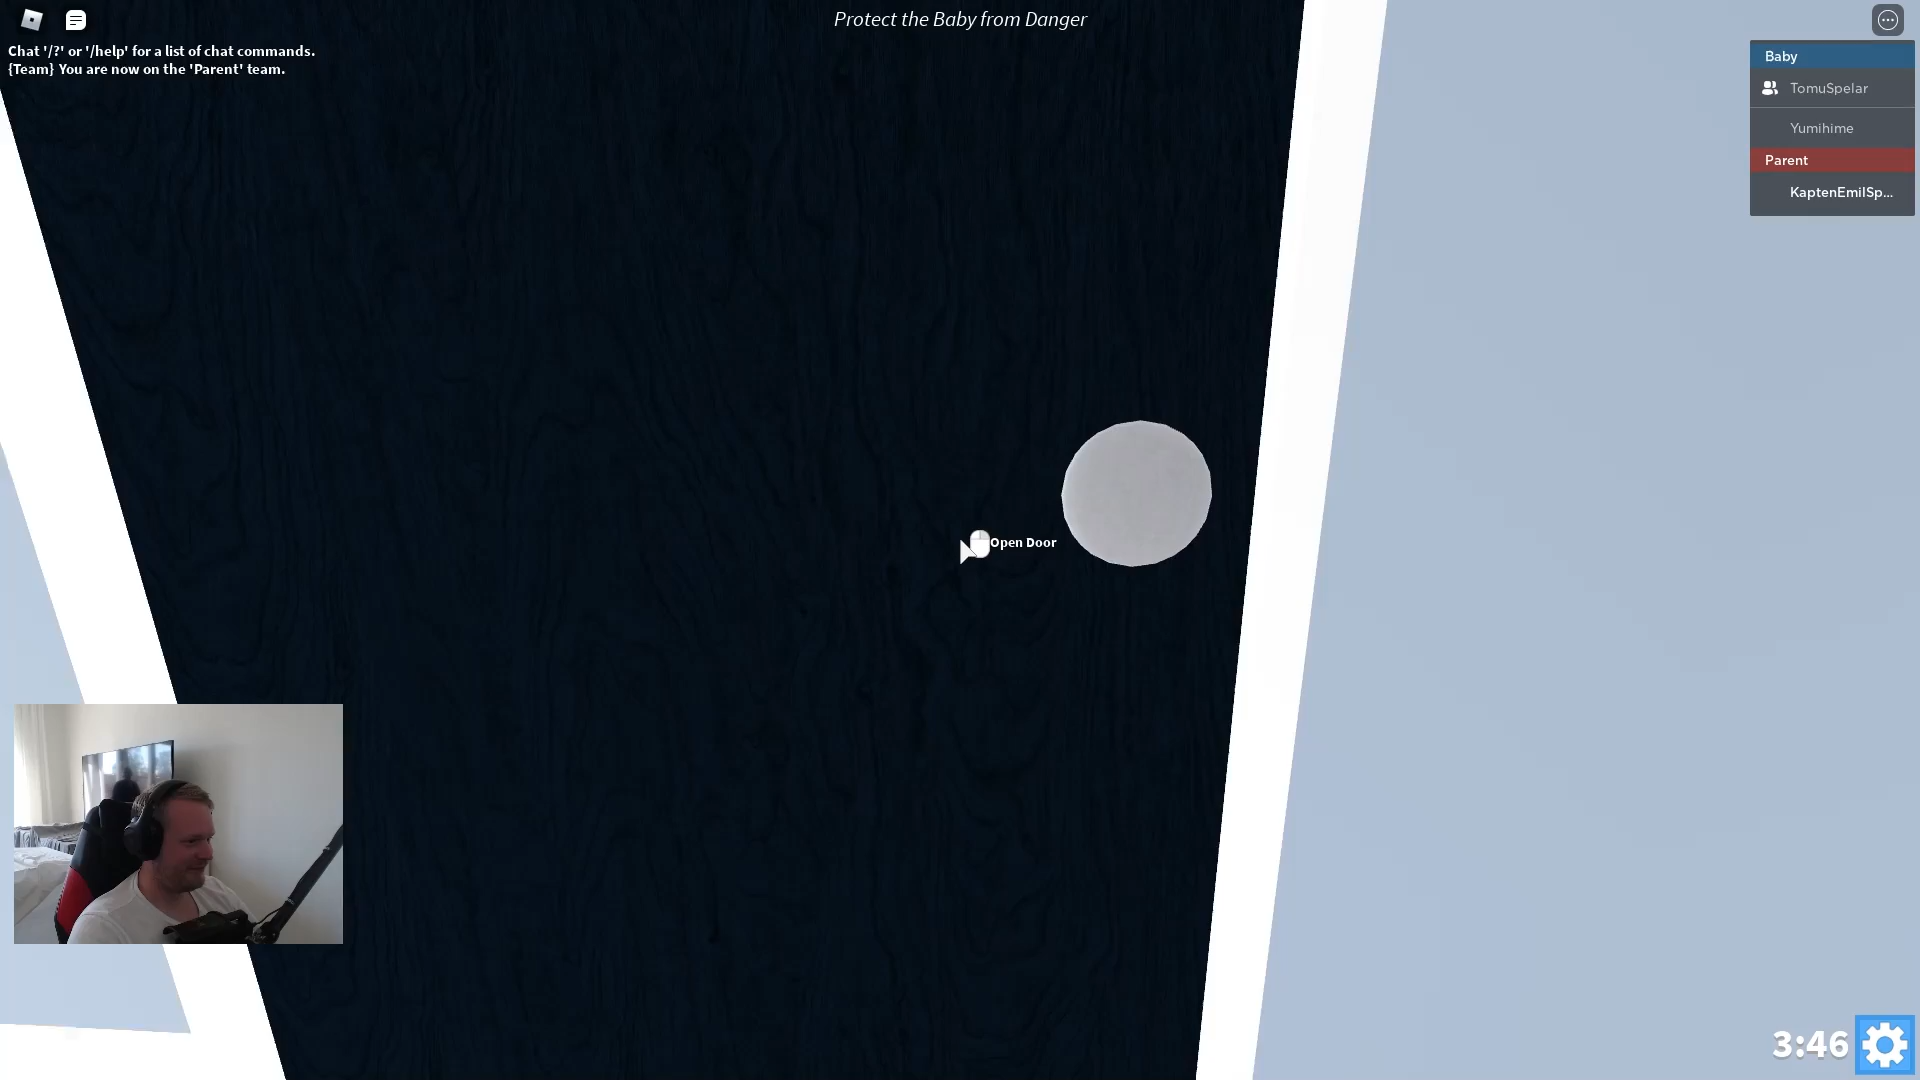 Protect the Baby from Danger
Chat '/?' or '/help' for a list of chat commands.
{Team} You are now on the 'Parent' team.
Baby
TomuSpelar
Yumihime
Parent
KaptenEmilSp...
Open Door
3:46